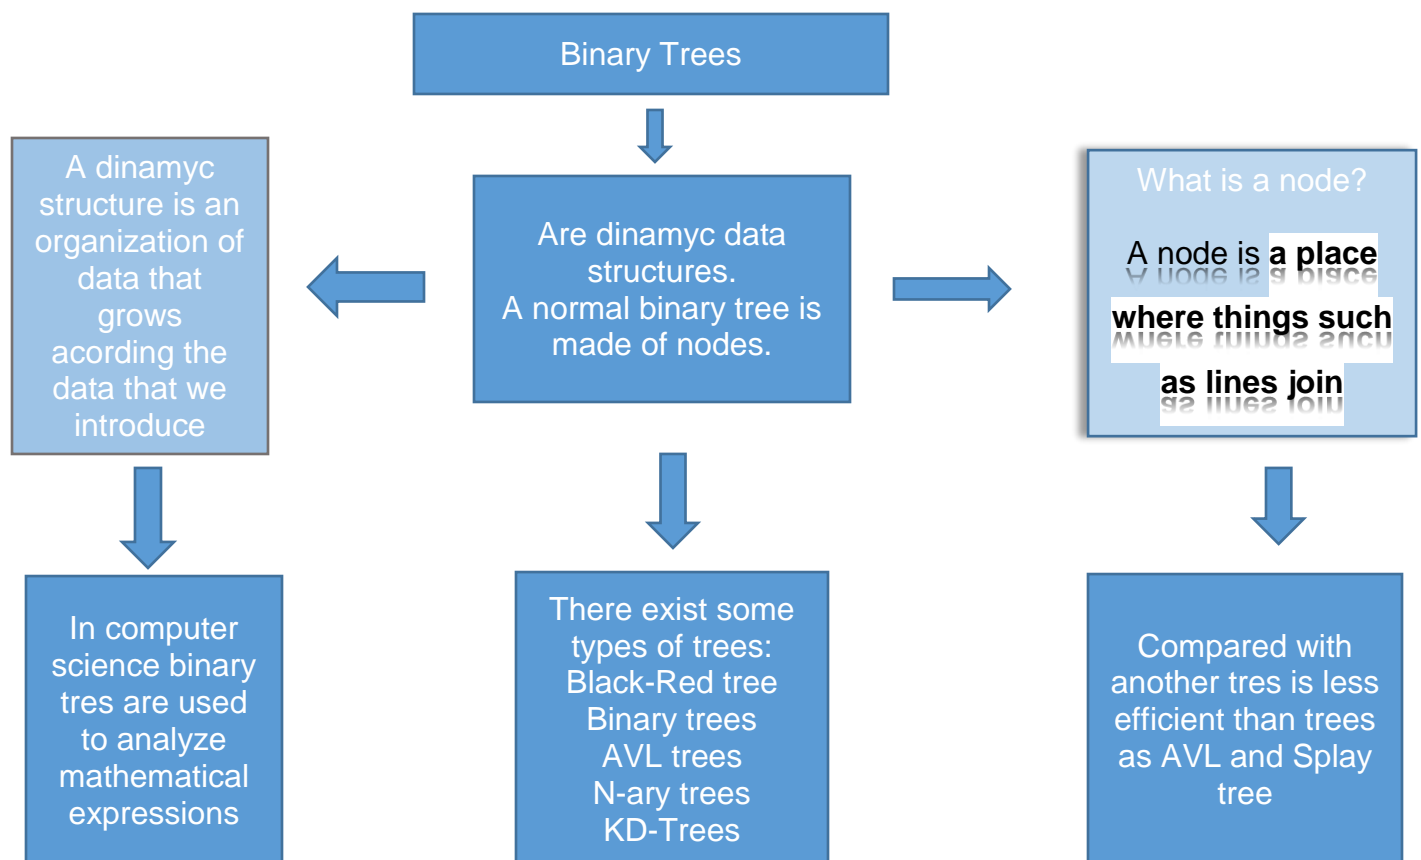 Binary Trees
A dinamyc
structure is an
organization of
data that
grows
acording the
data that we
introduce
Are dinamyc data
structures.
A normal binary tree is
made of nodes.
What is a node?
A node is a place
where things such
as lines join
In computer
science binary
tres are used
to analyze
mathematical
expressions
There exist some
types of trees:
Black-Red tree
Binary trees
AVL trees
N-ary trees
KD-Trees
Compared with
another tres is less
efficient than trees
as AVL and Splay
tree